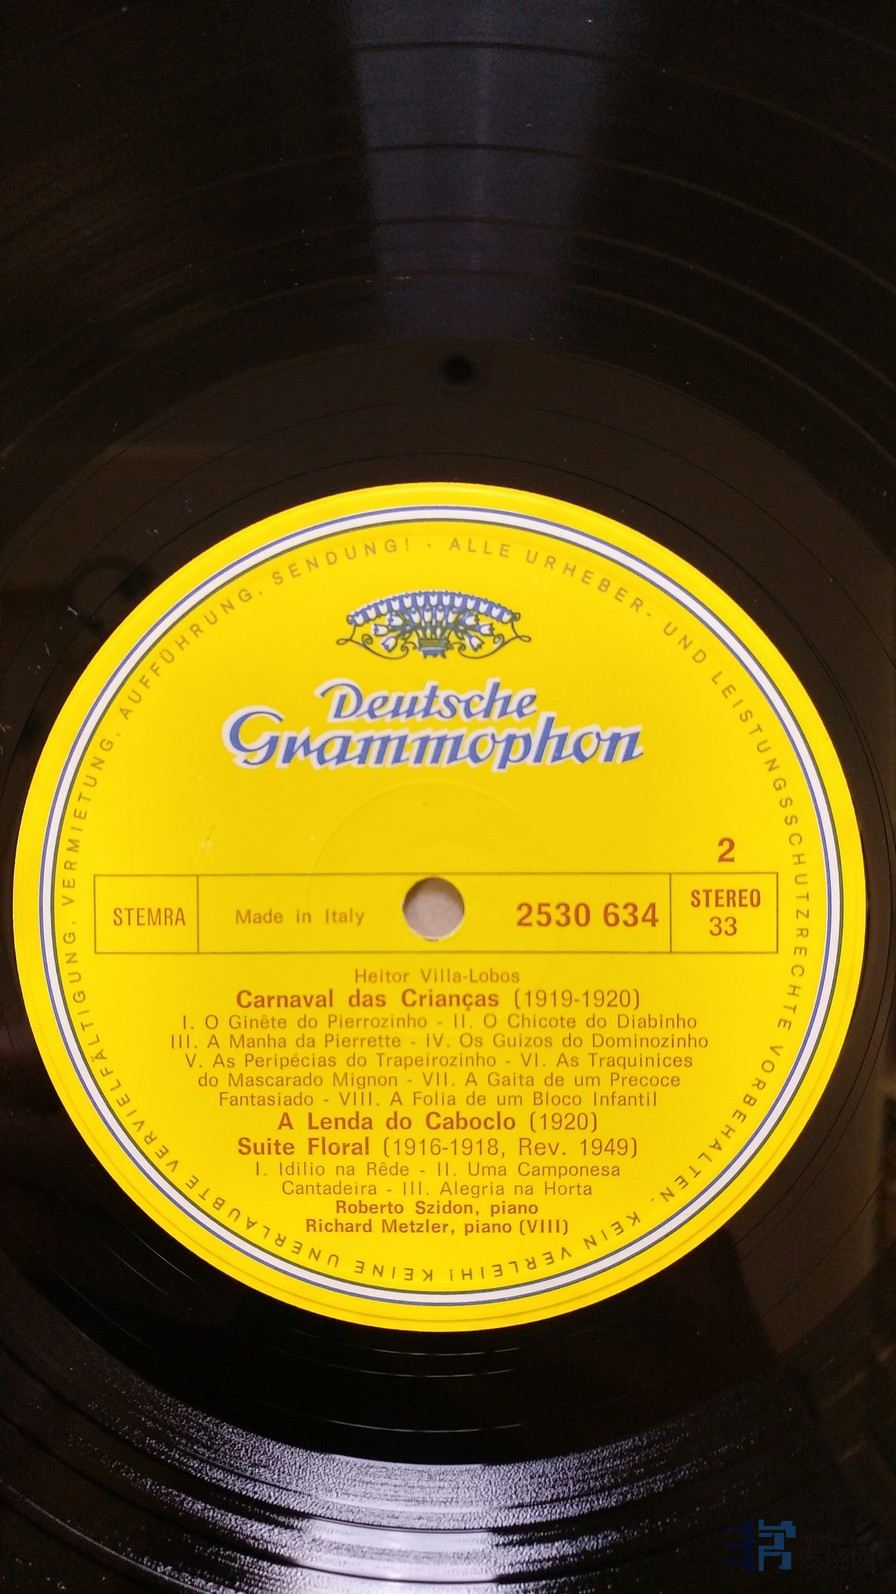 ALLE URHEBER- UND LEISTUNGSSCHUTZRECHTE VORBEHALTEN. KEIN VERLEIH! KEINE UNERLAUBTE VERVIELFÄLTIGUNG, VERMIETUNG, AUFFÜHRUNG, SENDUNG! ·
Deutsche
Grammophon
2
STEMRA
Made in Italy
2530 634
STEREO
33
Heitor Villa-Lobos
Carnaval das Crianças (1919-1920)
I. O Ginête do Pierrozinho - II. O Chicote do Diabinho
III. A Manha da Pierrette - IV. Os Guizos do Dominozinho
V. As Peripécias do Trapeirozinho - VI. As Traquinices
do Mascarado Mignon - VII. A Gaita de um Precoce
Fantasiado - VIII. A Folia de um Bloco Infantil
A Lenda do Caboclo (1920)
Suite Floral (1916-1918, Rev. 1949)
I. Idilio na Rêde - II. Uma Camponesa
Cantadeira - III. Alegria na Horta
Roberto Szidon, piano
Richard Metzler, piano (VIII)